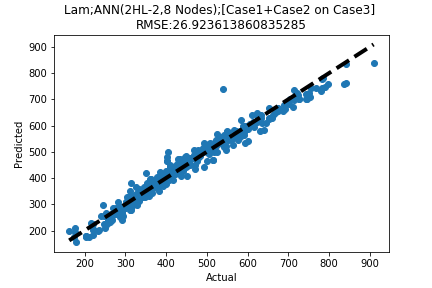 Lam;ANN(2HL-2,8 Nodes);[Case1+Case2 on Case3]
RMSE:26.923613860835285
900
800
700
600
500
400
300
200
Predicted
200 300 400 500 600 700 800 900
Actual